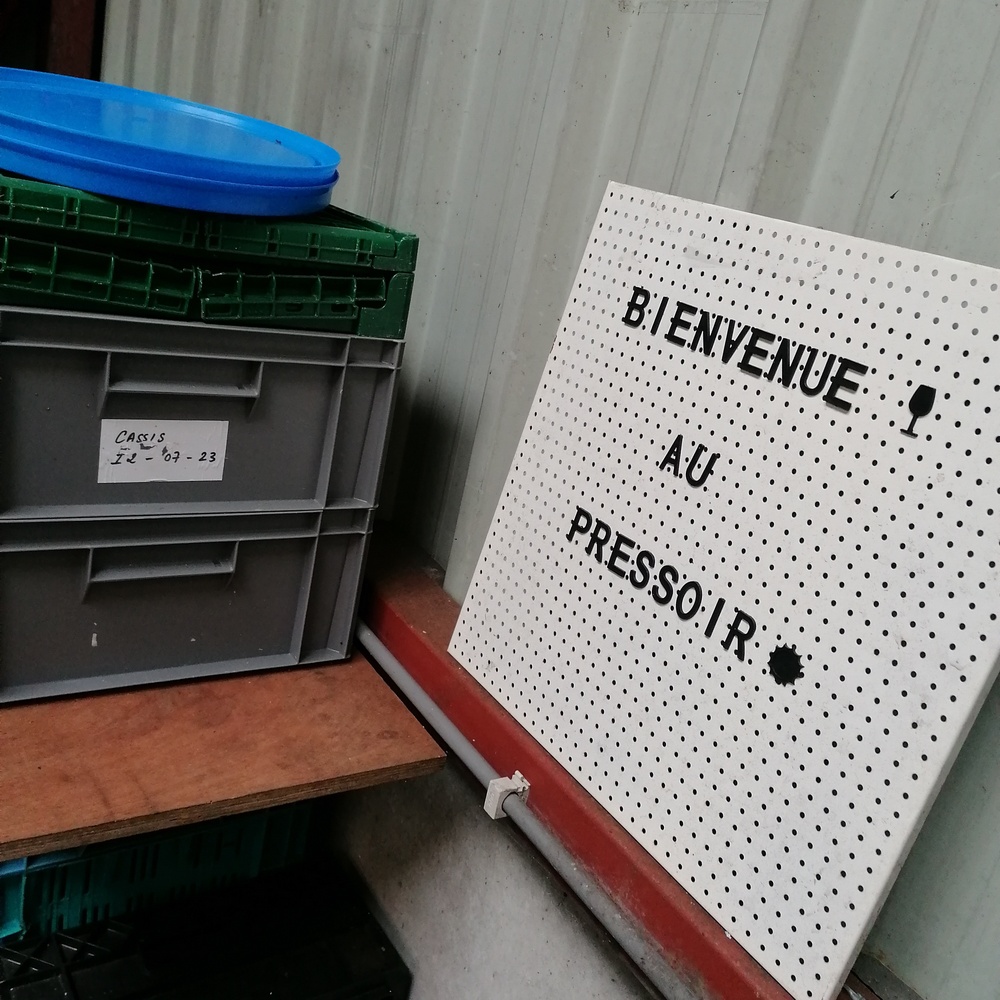 CASSIS
12-07-23
BIENVENUE
AU
PRESSOIR